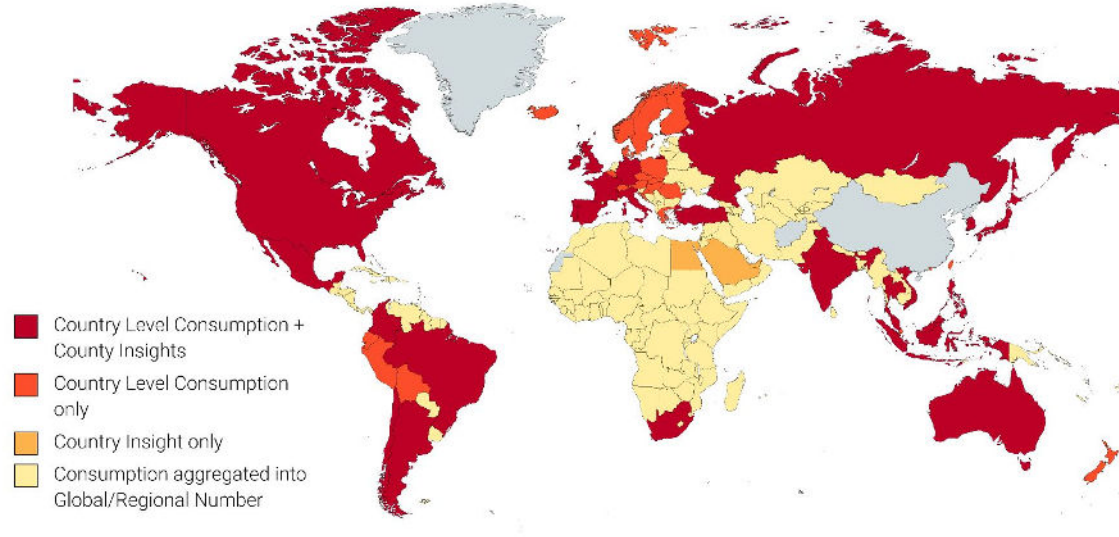 Country Level Consumption +
County Insights
Country Level Consumption
only
Country Insight only
Consumption aggregated into
Global/Regional Number